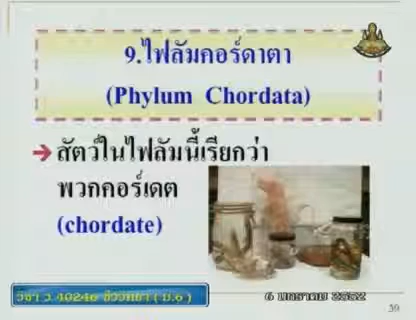 9.ไฟลัมคอร์ดาตา
(Phylum Chordata)
➔ สัตว์ในไฟลัมนี้เรียกว่า
พวกคอร์เดต
(chordate)
วิชา ว.40246 ชีววิทยา ( ม.6 )
6 มกราคม 2552
39